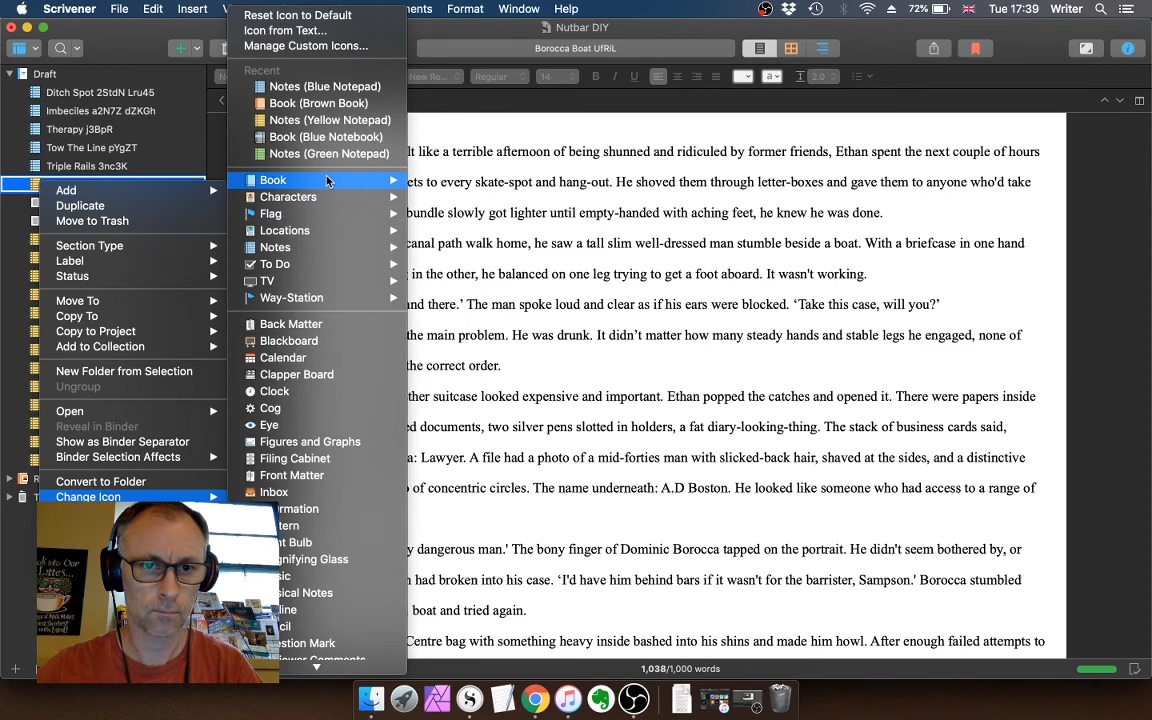 Scrivener File Edit Insert Format Window Help 72% Tue 17:39 Writer
Nutbar DIY
Borocca Boat UfRiL
Regular 14 B I U a 2.0
Draft
Ditch Spot 2StdN Lru45
Imbeciles a2N7Z dZKGh
Therapy j3BpR
Tow The Line pYgZT
Triple Rails 3nc3K
Add
Duplicate
Move to Trash
Section Type
Label
Status
Move To
Copy To
Copy to Project
Add to Collection
New Folder from Selection
Ungroup
Open
Reveal in Binder
Show as Binder Separator
Binder Selection Affects
Convert to Folder
Change Icon
Reset Icon to Default
Icon from Text...
Manage Custom Icons...
Recent
Notes (Blue Notepad)
Book (Brown Book)
Notes (Yellow Notepad)
Book (Blue Notebook)
Notes (Green Notepad)
Book
Characters
Flag
Locations
Notes
To Do
TV
Way-Station
Back Matter
Blackboard
Calendar
Clapper Board
Clock
Cog
Eye
Figures and Graphs
Filing Cabinet
Front Matter
Inbox
lt like a terrible afternoon of being shunned and ridiculed by former friends, Ethan spent the next couple of hours
ets to every skate-spot and hang-out. He shoved them through letter-boxes and gave them to anyone who'd take
bundle slowly got lighter until empty-handed with aching feet, he knew he was done.
canal path walk home, he saw a tall slim well-dressed man stumble beside a boat. With a briefcase in one hand
in the other, he balanced on one leg trying to get a foot aboard. It wasn't working.
nd there.’ The man spoke loud and clear as if his ears were blocked. ‘Take this case, will you?’
the main problem. He was drunk. It didn’t matter how many steady hands and stable legs he engaged, none of
he correct order.
ther suitcase looked expensive and important. Ethan popped the catches and opened it. There were papers inside
d documents, two silver pens slotted in holders, a fat diary-looking-thing. The stack of business cards said,
a: Lawyer. A file had a photo of a mid-forties man with slicked-back hair, shaved at the sides, and a distinctive
o of concentric circles. The name underneath: A.D Boston. He looked like someone who had access to a range of
y dangerous man.' The bony finger of Dominic Borocca tapped on the portrait. He didn't seem bothered by, or
n had broken into his case. ‘I'd have him behind bars if it wasn't for the barrister, Sampson.' Borocca stumbled
boat and tried again.
Centre bag with something heavy inside bashed into his shins and made him howl. After enough failed attempts to
1,038/1,000 words